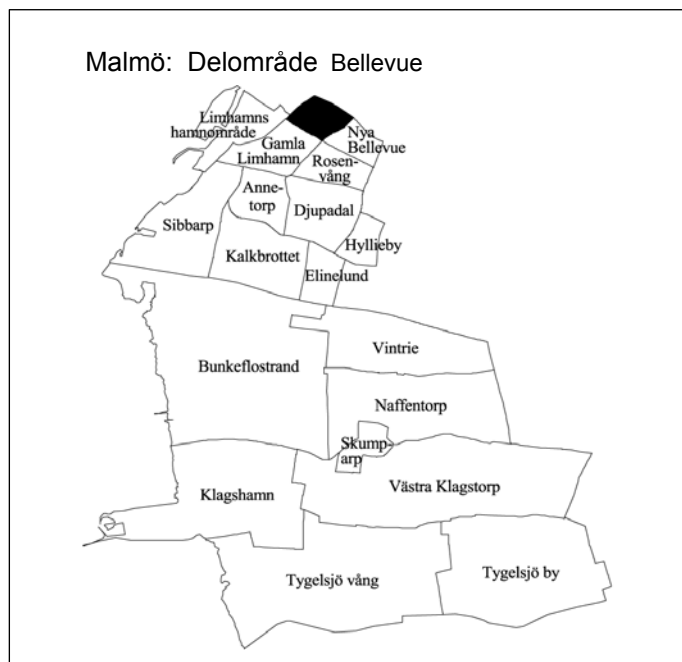 Malmö: Delområde Bellevue
Limhamns
hamnområde
Nya
Bellevue
Gamla
Limhamn
Rosen-
vång
Anne-
torp
Djupadal
Sibbarp
Hyllieby
Kalkbrottet
Elinelund
Vintrie
Bunkeflostrand
Naffentorp
Skump-
arp
Västra Klagstorp
Klagshamn
Tygelsjö vång
Tygelsjö by